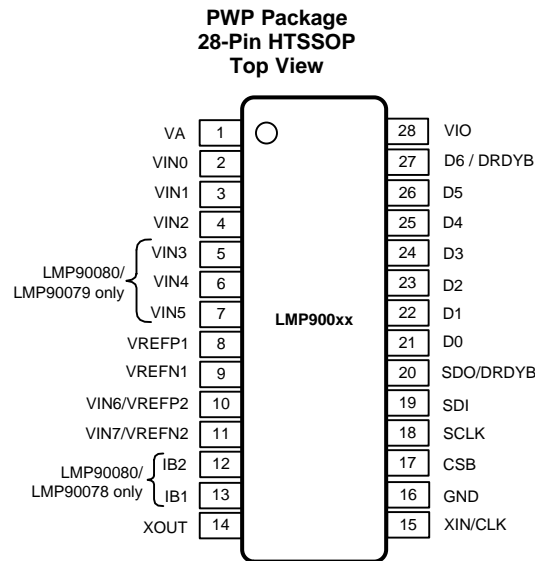 PWP Package
28-Pin HTSSOP
Top View
VA 1 28 VIO
VIN0 2 27 D6 / DRDYB
VIN1 3 26 D5
VIN2 4 25 D4
VIN3 5 24 D3
LMP90080/
LMP90079 only
VIN4 6 23 D2
VIN5 7 22 D1
LMP900xx
VREFP1 8 21 D0
VREFN1 9 20 SDO/DRDYB
VIN6/VREFP2 10 19 SDI
VIN7/VREFN2 11 18 SCLK
LMP90080/
LMP90078 only
IB2 12 17 CSB
IB1 13 16 GND
XOUT 14 15 XIN/CLK